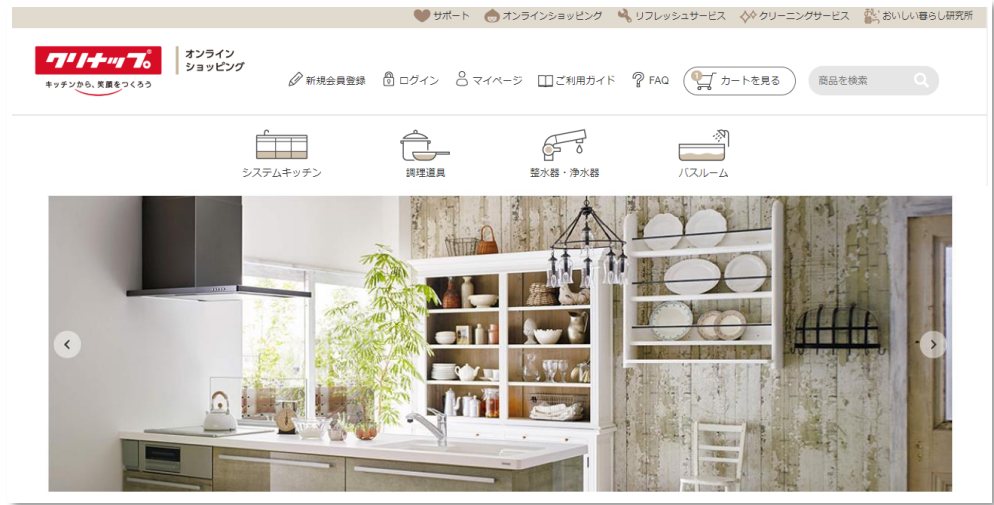 サポート
オンラインショッピング
リフレッシュサービス
クリーニングサービス
おいしい暮らし研究所
クリナップ
キッチンから、笑顔をつくろう
オンライン
ショッピング
新規会員登録
ログイン
マイページ
ご利用ガイド
FAQ
1
カートを見る
商品を検索
システムキッチン
調理道具
整水器・浄水器
バスルーム